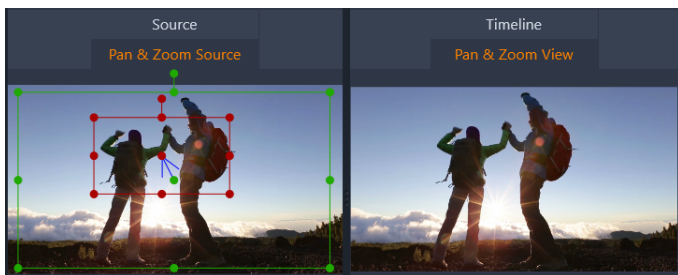 Source
Timeline
Pan & Zoom Source
Pan & Zoom View